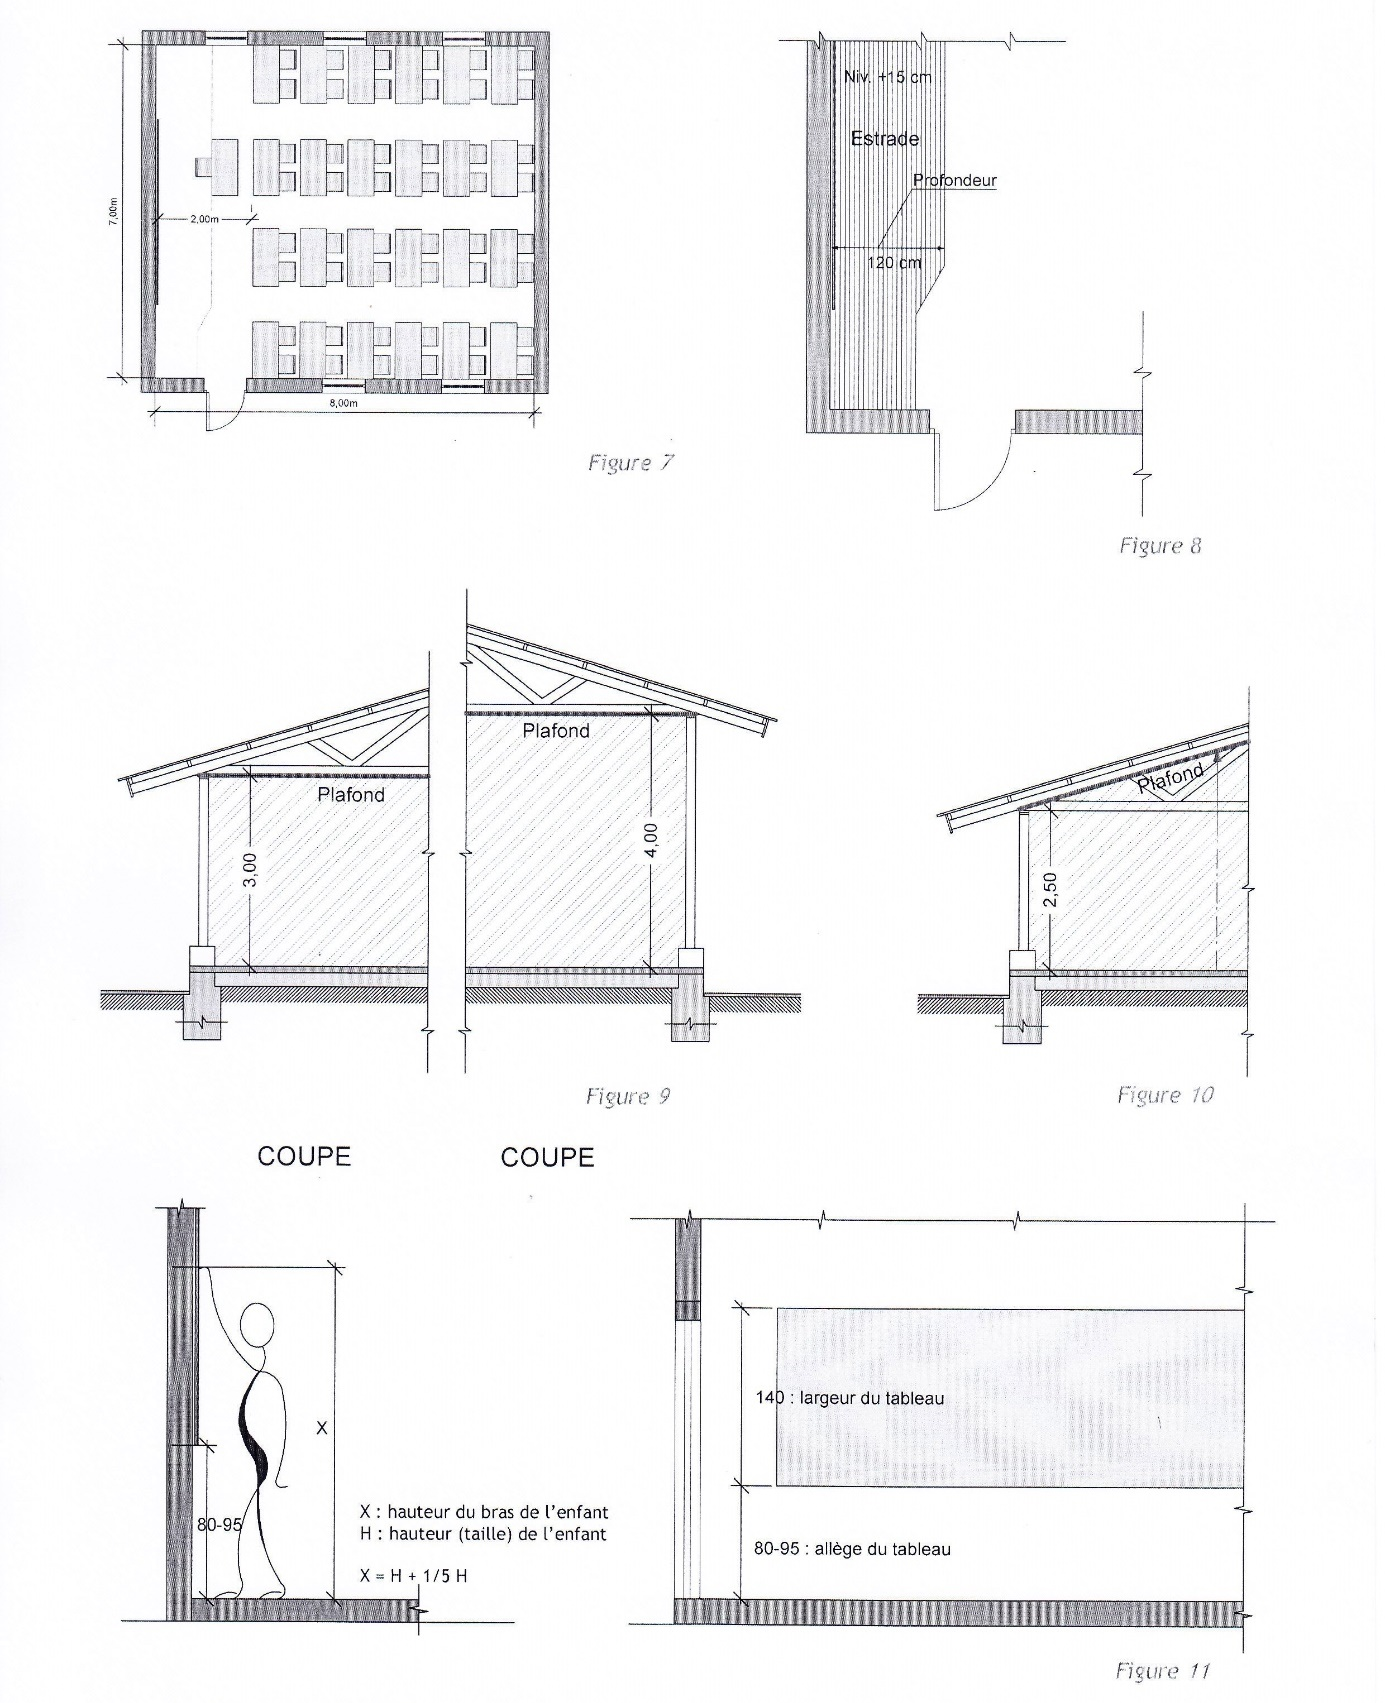 7,00m
2,00m
8,00m
Figure 7
Niv. +15 cm
Estrade
Profondeur
120 cm
Figure 8
Plafond
3,00
Plafond
4,00
Figure 9
Plafond
2,50
Figure 10
COUPE
COUPE
X
80-95
X : hauteur du bras de l'enfant
H : hauteur (taille) de l'enfant
X = H + 1/5 H
140 : largeur du tableau
80-95 : allège du tableau
Figure 11